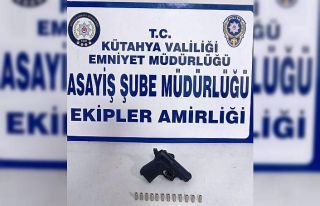 T.C.
KÜTAHYA VALİLİĞİ
EMNİYET MÜDÜRLÜĞÜ
ASAYİŞ ŞUBE MÜDÜRLÜĞÜ
EKİPLER AMİRLİĞİ